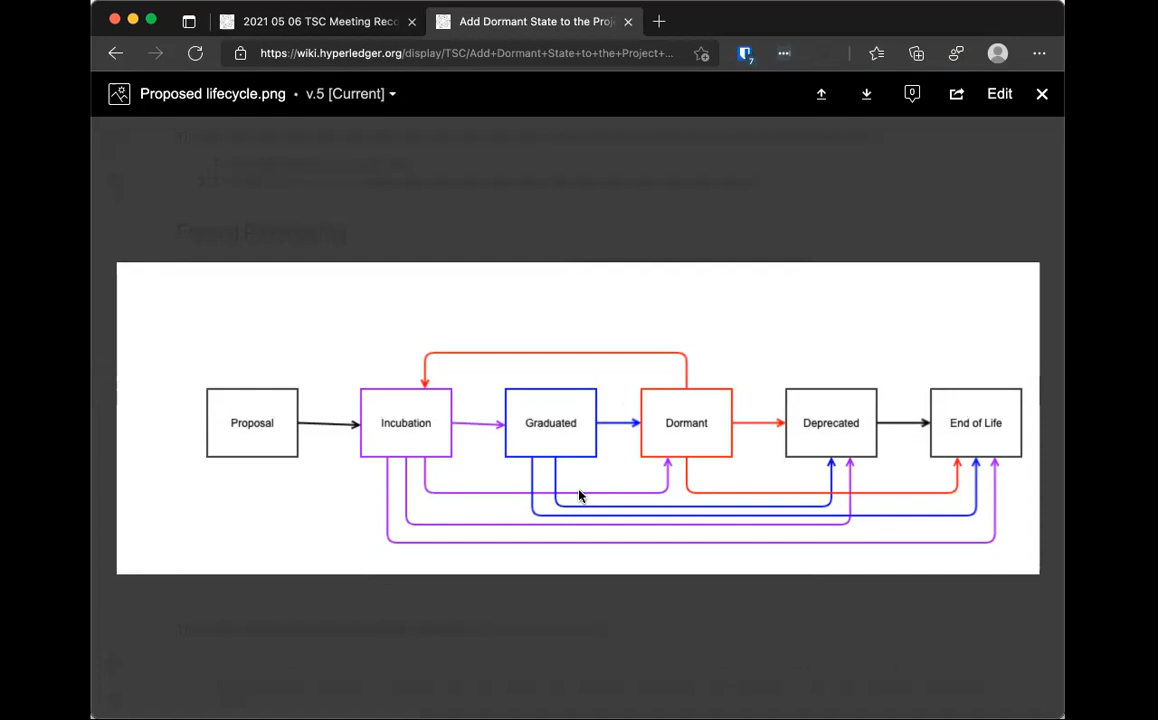 2021 05 06 TSC Meeting Reco
Add Dormant State to the Proj
https://wiki.hyperledger.org/display/TSC/Add+Dormant+State+to+the+Project+...
7
Proposed lifecycle.png • v.5 [Current]
0
Edit
Proposal
Incubation
Graduated
Dormant
Deprecated
End of Life